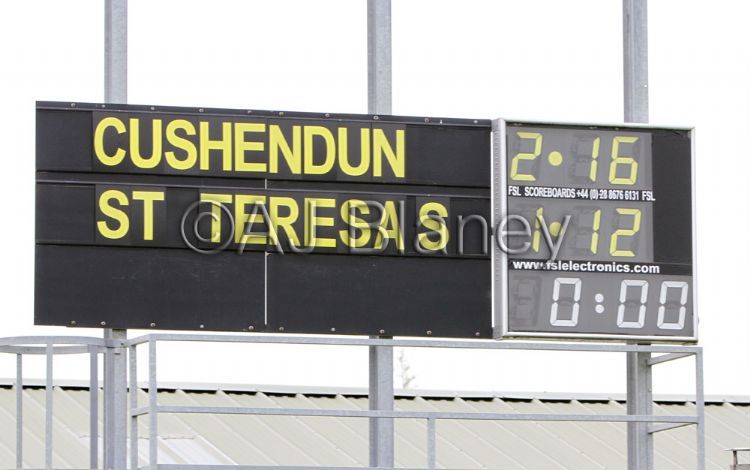 CUSHENDUN 2·16
FSL SCOREBOARDS +44 (0)-28 8676 6131 FSL
ST TERESAS 1·12
©AJ Blaney
www.fslelectronics.com
0:00